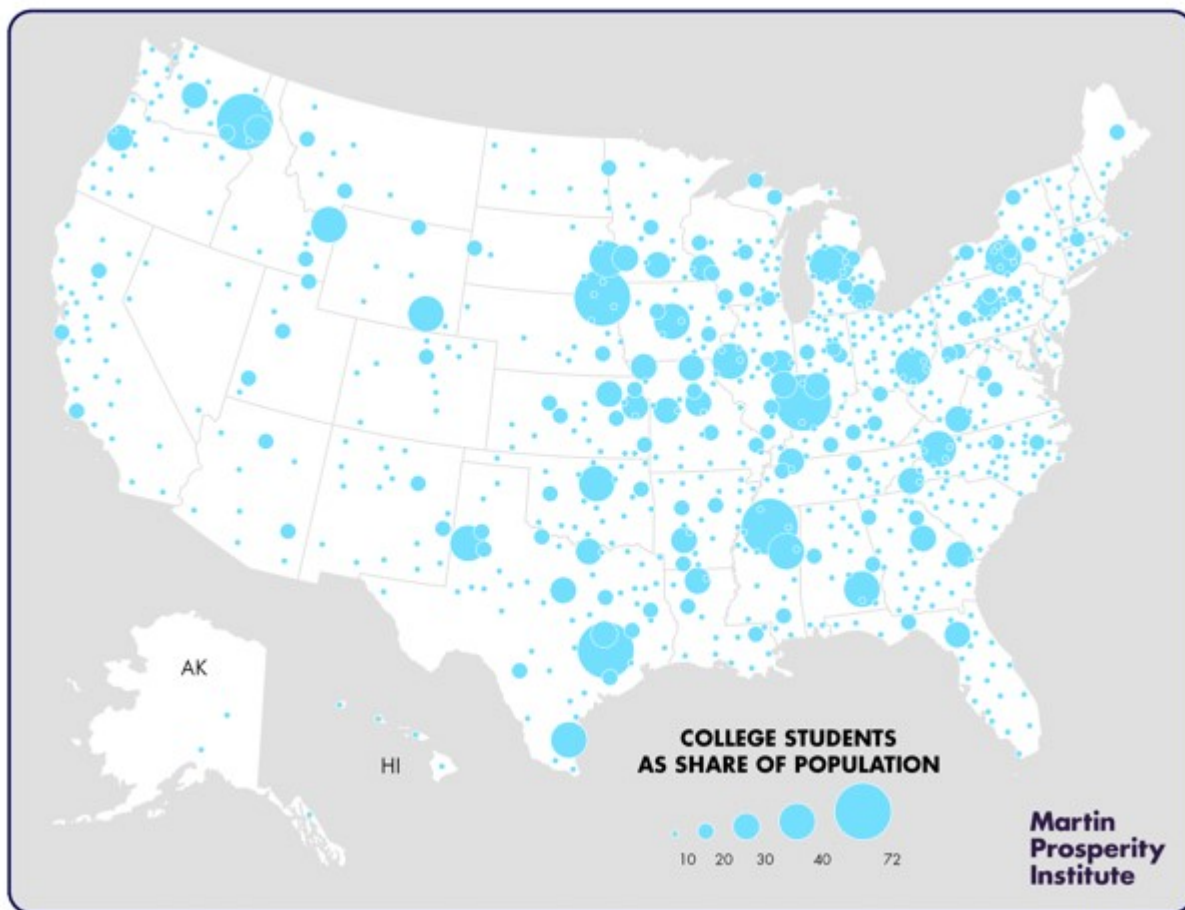 AK
HI
COLLEGE STUDENTS
AS SHARE OF POPULATION
10 20 30 40 72
Martin
Prosperity
Institute